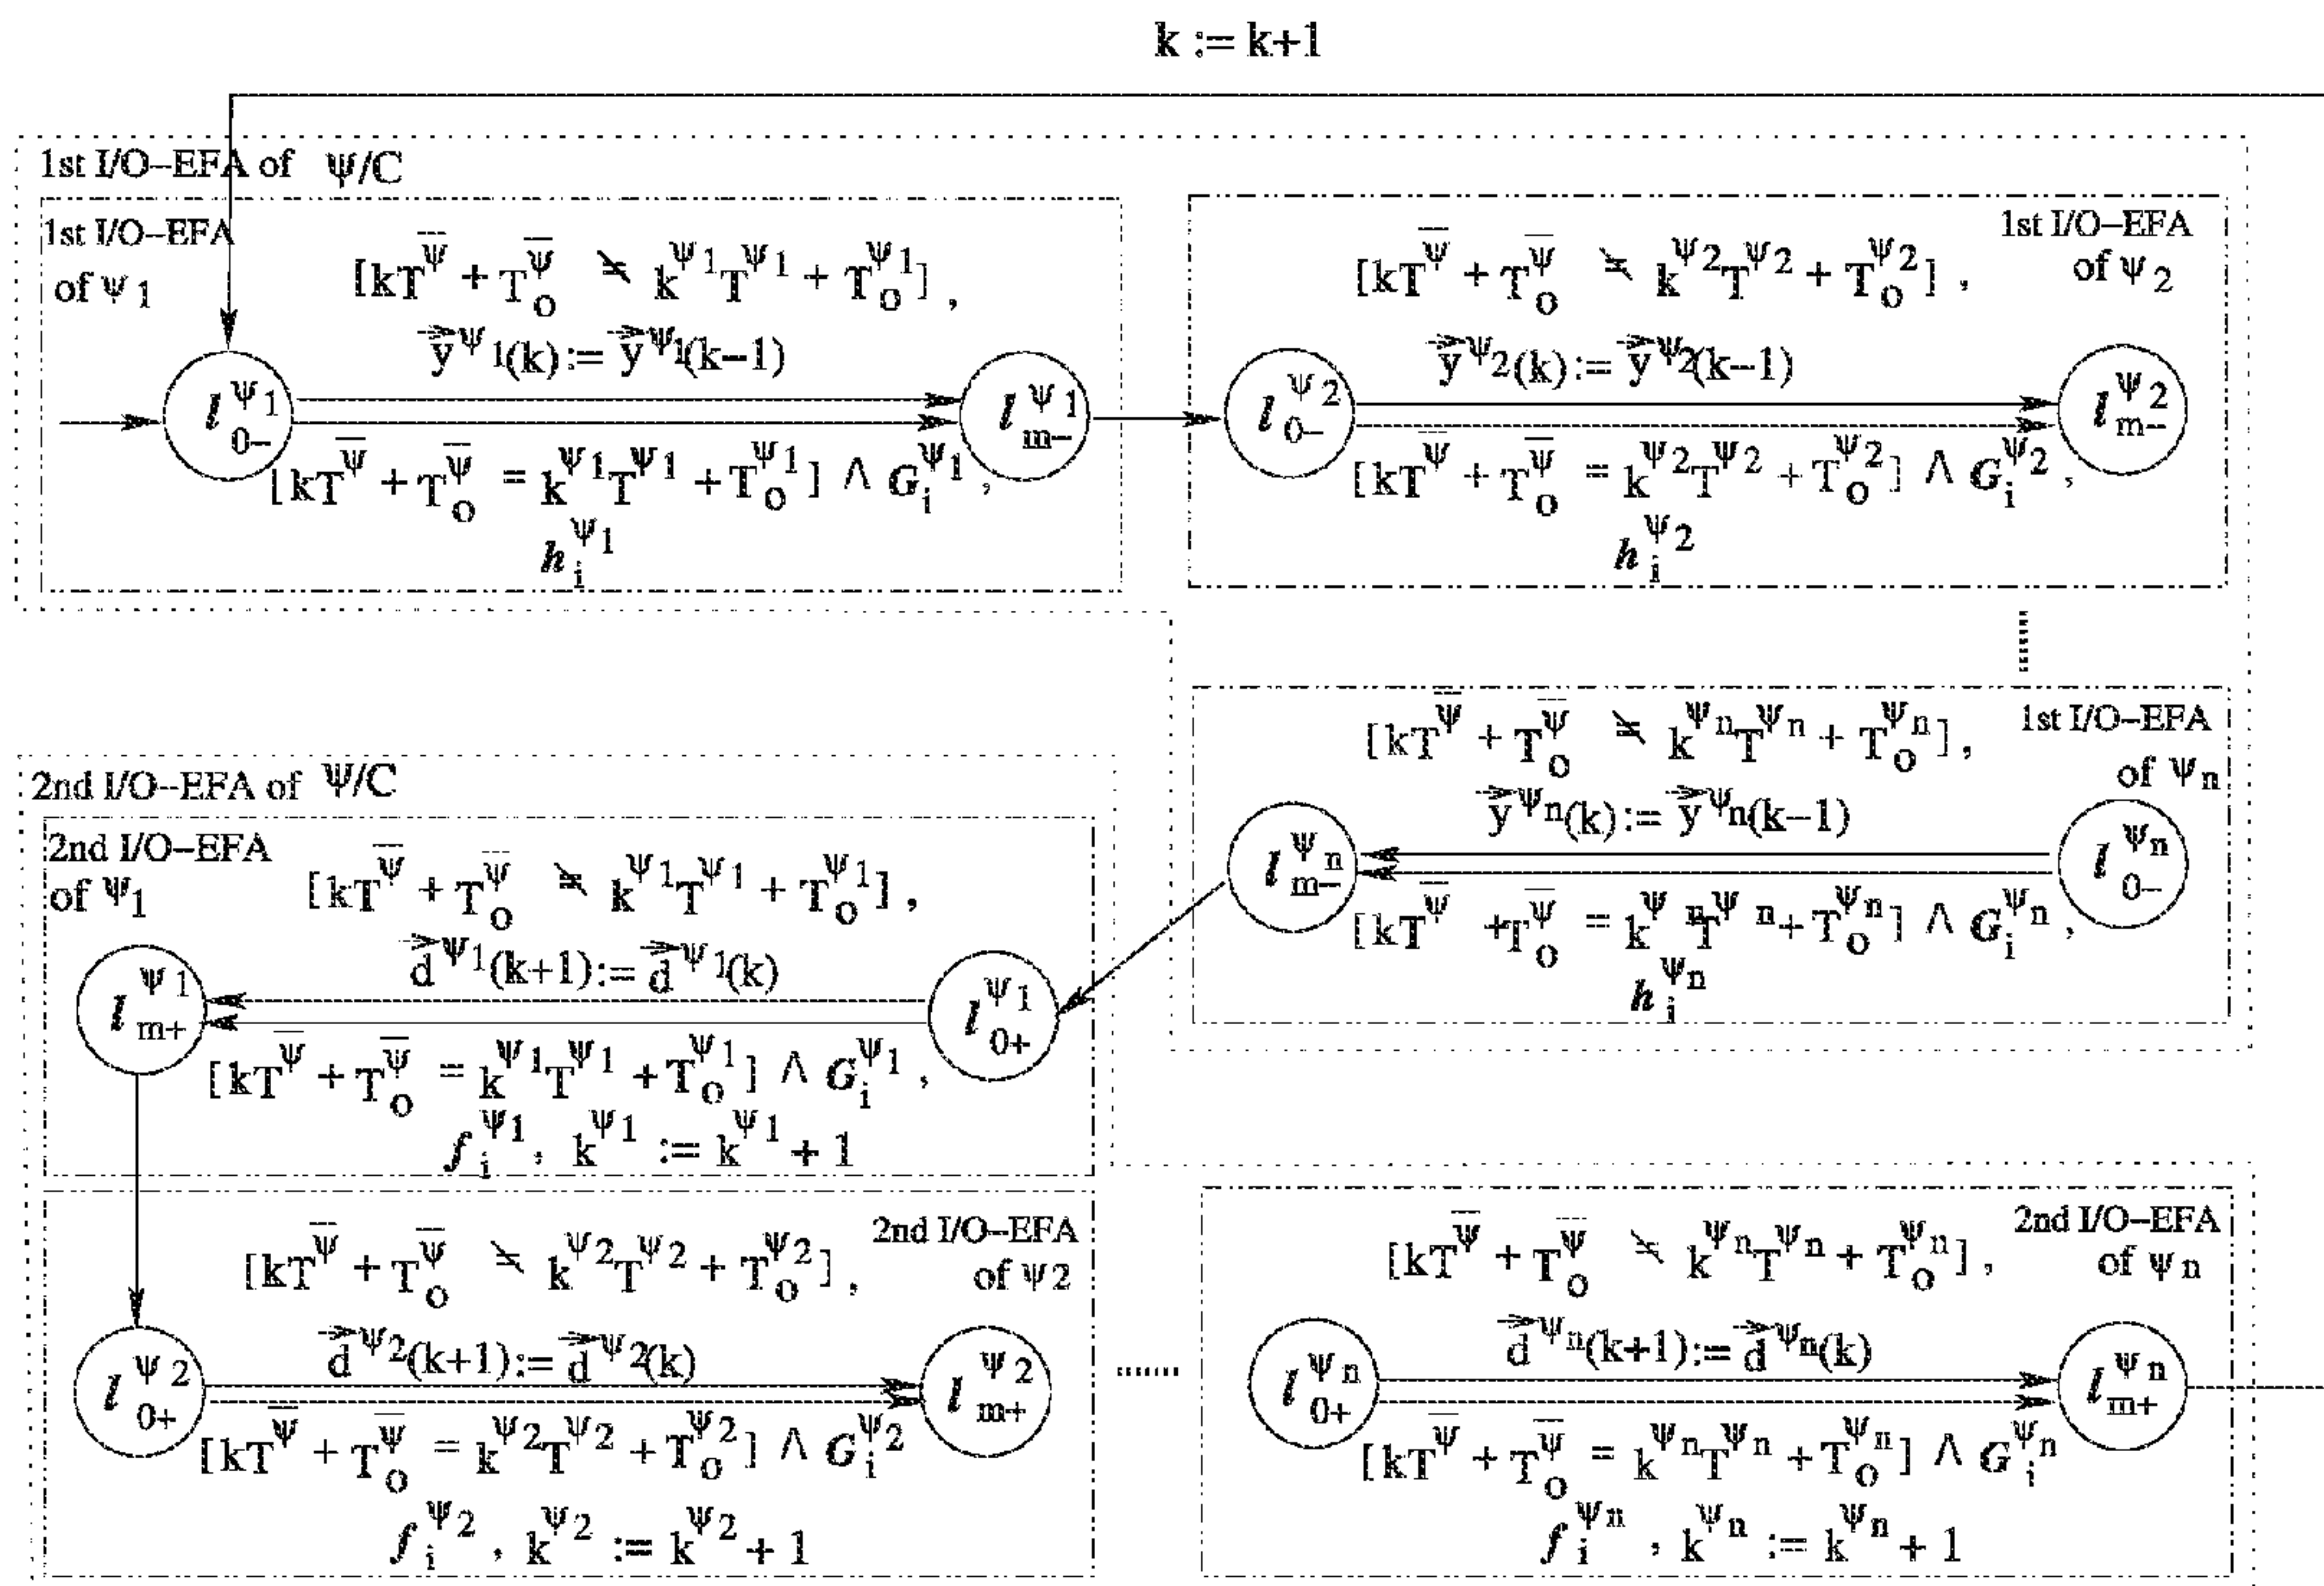 k := k+1
1st I/O–EFA of Ψ/C
1st I/O–EFA
of Ψ1
[kT^Ψ̅ + T_o^Ψ̅ ≠ k^Ψ1 T^Ψ1 + T_o^Ψ1] ,
y⃗^Ψ1(k) := y⃗^Ψ1(k–1)
l_0–^Ψ1
l_m–^Ψ1
[kT^Ψ̅ + T_o^Ψ̅ = k^Ψ1 T^Ψ1 + T_o^Ψ1] ∧ G_i^Ψ1 ,
h_i^Ψ1
1st I/O–EFA
of Ψ2
[kT^Ψ̅ + T_o^Ψ̅ ≠ k^Ψ2 T^Ψ2 + T_o^Ψ2] ,
y⃗^Ψ2(k) := y⃗^Ψ2(k–1)
l_0–^Ψ2
l_m–^Ψ2
[kT^Ψ̅ + T_o^Ψ̅ = k^Ψ2 T^Ψ2 + T_o^Ψ2] ∧ G_i^Ψ2 ,
h_i^Ψ2
1st I/O–EFA
of Ψn
[kT^Ψ̅ + T_o^Ψ̅ ≠ k^Ψn T^Ψn + T_o^Ψn] ,
y⃗^Ψn(k) := y⃗^Ψn(k–1)
l_m–^Ψn
l_0–^Ψn
[kT^Ψ̅ + T_o^Ψ̅ = k^Ψn T^Ψn + T_o^Ψn] ∧ G_i^Ψn ,
h_i^Ψn
2nd I/O–EFA of Ψ/C
2nd I/O–EFA
of Ψ1
[kT^Ψ̅ + T_o^Ψ̅ ≠ k^Ψ1 T^Ψ1 + T_o^Ψ1] ,
d⃗^Ψ1(k+1) := d⃗^Ψ1(k)
l_m+^Ψ1
l_0+^Ψ1
[kT^Ψ̅ + T_o^Ψ̅ = k^Ψ1 T^Ψ1 + T_o^Ψ1] ∧ G_i^Ψ1 ,
f_i^Ψ1 , k^Ψ1 := k^Ψ1 + 1
2nd I/O–EFA
of Ψ2
[kT^Ψ̅ + T_o^Ψ̅ ≠ k^Ψ2 T^Ψ2 + T_o^Ψ2] ,
d⃗^Ψ2(k+1) := d⃗^Ψ2(k)
l_0+^Ψ2
l_m+^Ψ2
[kT^Ψ̅ + T_o^Ψ̅ = k^Ψ2 T^Ψ2 + T_o^Ψ2] ∧ G_i^Ψ2
f_i^Ψ2 , k^Ψ2 := k^Ψ2 + 1
2nd I/O–EFA
of Ψn
[kT^Ψ̅ + T_o^Ψ̅ ≠ k^Ψn T^Ψn + T_o^Ψn] ,
d⃗^Ψn(k+1) := d⃗^Ψn(k)
l_0+^Ψn
l_m+^Ψn
[kT^Ψ̅ + T_o^Ψ̅ = k^Ψn T^Ψn + T_o^Ψn] ∧ G_i^Ψn
f_i^Ψn , k^Ψn := k^Ψn + 1